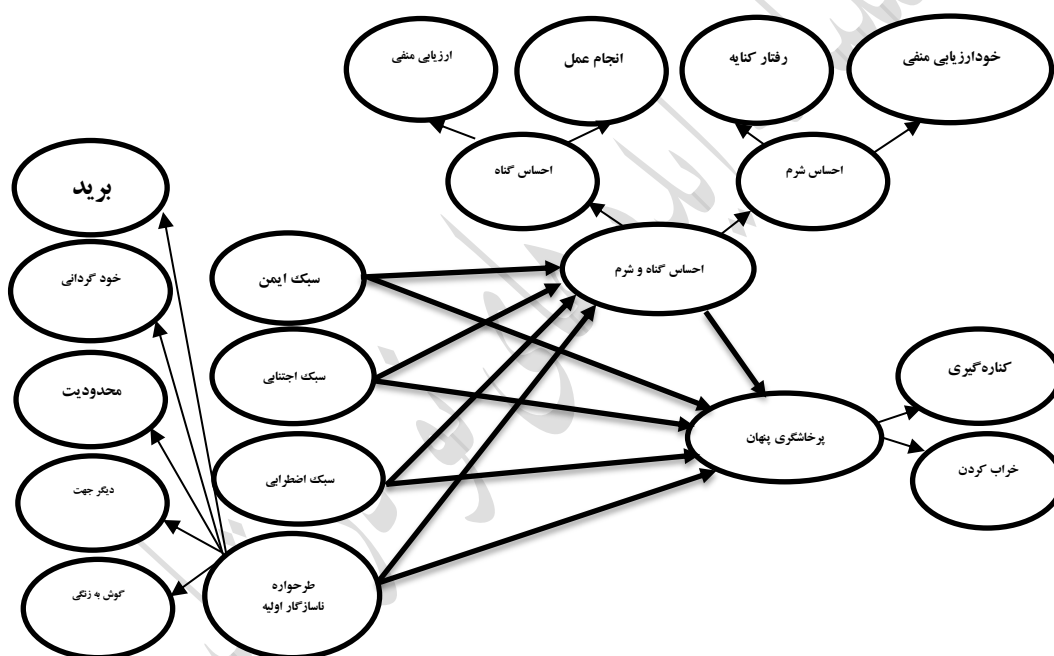 خودارزیابی منفی
رفتار کنایه
انجام عمل
ارزیابی منفی
احساس شرم
احساس گناه
برید
احساس گناه و شرم
سبک ایمن
خود گردانی
کناره‌گیری
سبک اجتنابی
محدودیت
پرخاشگری پنهان
خراب کردن
سبک اضطرابی
دیگر جهت
طرحواره
ناسازگار اولیه
گوش به زنگی